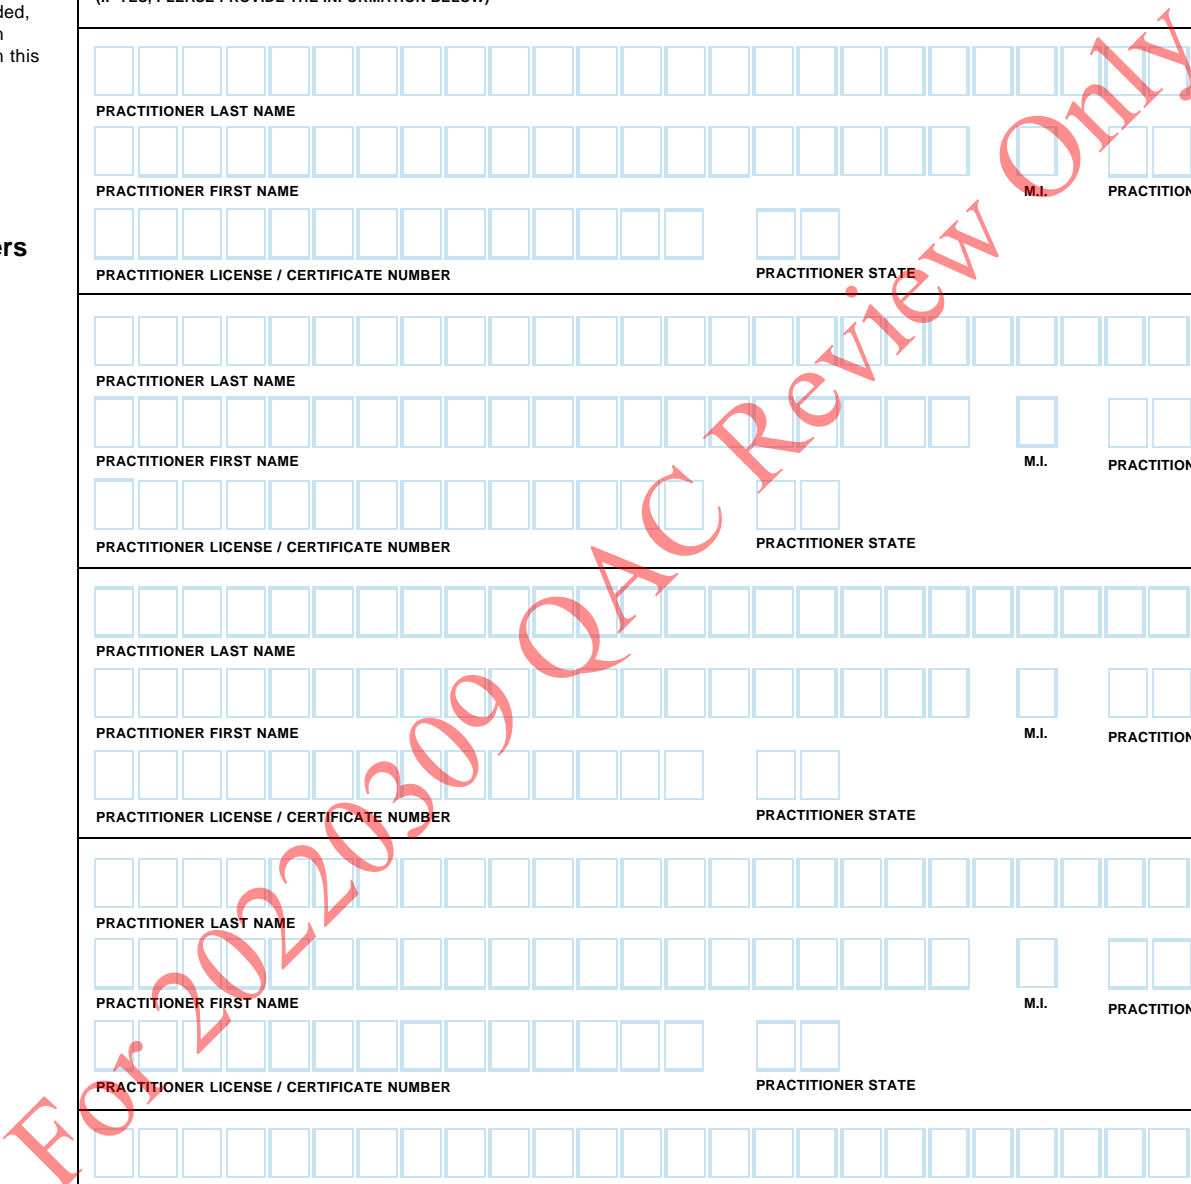 ded,
n
n this
ers
(IF YES, PLEASE PROVIDE THE INFORMATION BELOW)
PRACTITIONER LAST NAME
PRACTITIONER FIRST NAME M.I. PRACTITION
PRACTITIONER LICENSE / CERTIFICATE NUMBER PRACTITIONER STATE
PRACTITIONER LAST NAME
PRACTITIONER FIRST NAME M.I. PRACTITION
PRACTITIONER LICENSE / CERTIFICATE NUMBER PRACTITIONER STATE
PRACTITIONER LAST NAME
PRACTITIONER FIRST NAME M.I. PRACTITION
PRACTITIONER LICENSE / CERTIFICATE NUMBER PRACTITIONER STATE
PRACTITIONER LAST NAME
PRACTITIONER FIRST NAME M.I. PRACTITION
PRACTITIONER LICENSE / CERTIFICATE NUMBER PRACTITIONER STATE
For 20220309 QAC Review Only